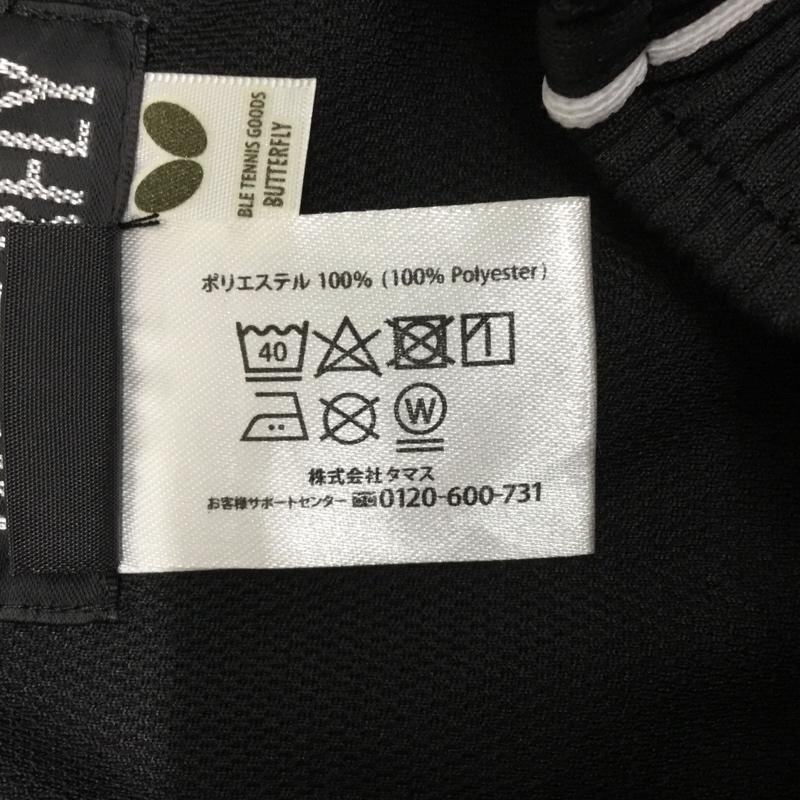 FLY
BLE TENNIS GOODS
BUTTERFLY
ポリエステル 100% (100% Polyester)
40
W
株式会社タマス
お客様サポートセンター 0120-600-731